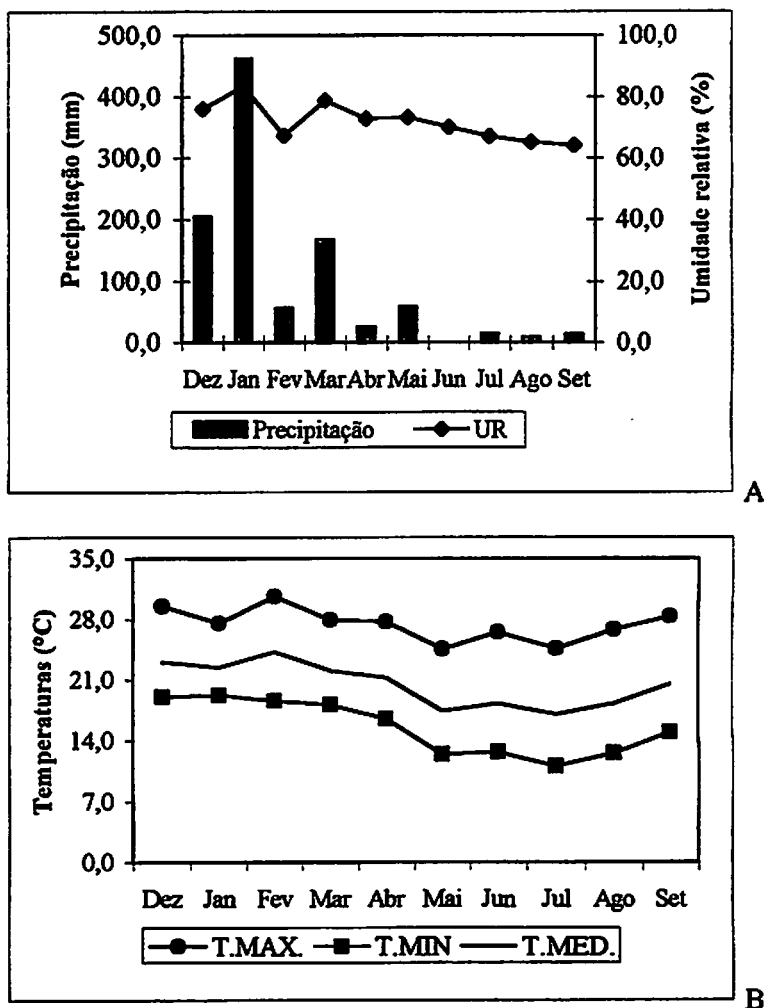 500,0
400,0
300,0
200,0
100,0
0,0
Precipitação (mm)
100,0
80,0
60,0
40,0
20,0
0,0
Umidade relativa (%)
Dez Jan Fev Mar Abr Mai Jun Jul Ago Set
Precipitação UR
A
35,0
28,0
21,0
14,0
7,0
0,0
Temperaturas (ºC)
Dez Jan Fev Mar Abr Mai Jun Jul Ago Set
T.MAX. T.MIN T.MED.
B